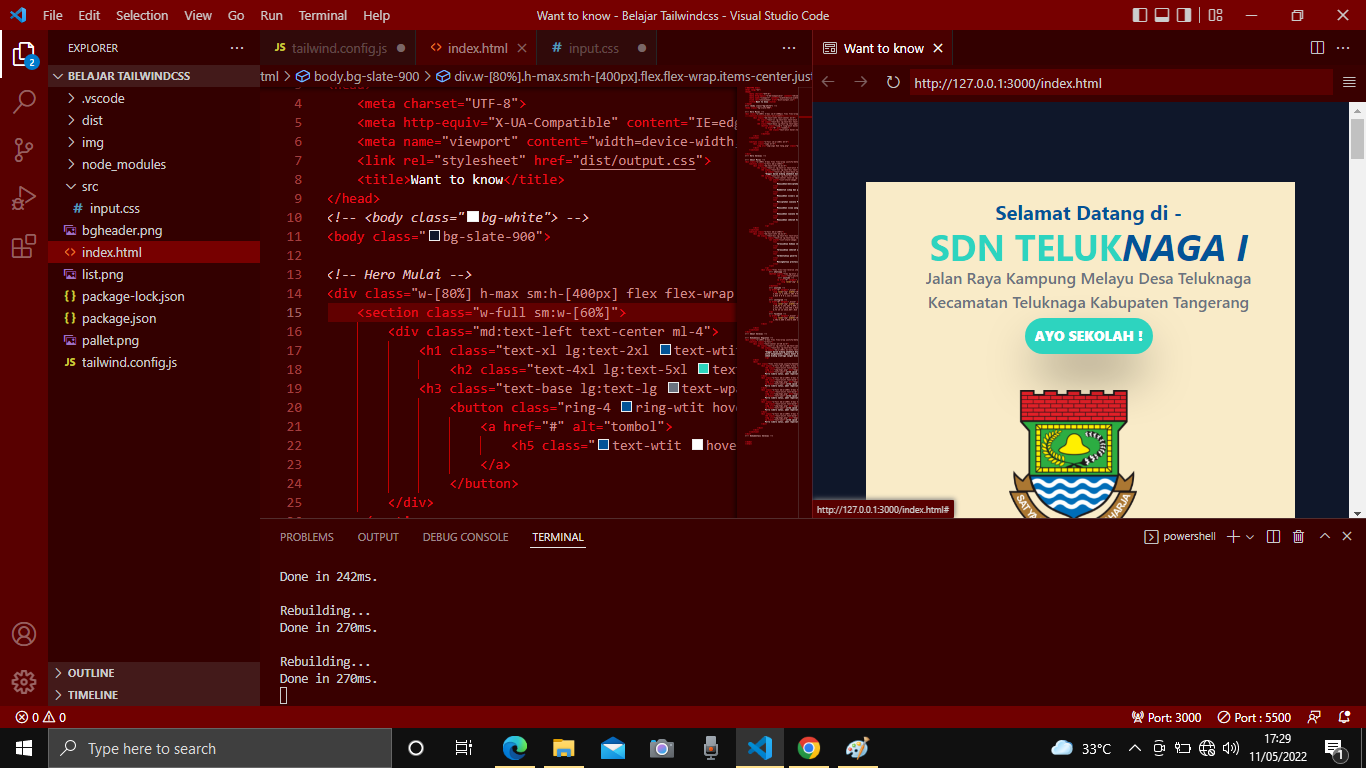 File Edit Selection View Go Run Terminal Help
Want to know - Belajar Tailwindcss - Visual Studio Code
EXPLORER
2
BELAJAR TAILWINDCSS
.vscode
dist
img
node_modules
src
# input.css
bgheader.png
<> index.html
list.png
{} package-lock.json
{} package.json
pallet.png
JS tailwind.config.js
OUTLINE
TIMELINE
JS tailwind.config.js
<> index.html
# input.css
tml > body.bg-slate-900 > div.w-[80%].h-max.sm:h-[400px].flex.flex-wrap.items-center.just
4 <meta charset="UTF-8">
5 <meta http-equiv="X-UA-Compatible" content="IE=edg
6 <meta name="viewport" content="width=device-width,
7 <link rel="stylesheet" href="dist/output.css">
8 <title>Want to know</title>
9 </head>
10 <!-- <body class="bg-white"> -->
11 <body class="bg-slate-900">
12
13 <!-- Hero Mulai -->
14 <div class="w-[80%] h-max sm:h-[400px] flex flex-wrap
15 <section class="w-full sm:w-[60%]">
16 <div class="md:text-left text-center ml-4">
17 <h1 class="text-xl lg:text-2xl text-wtit
18 <h2 class="text-4xl lg:text-5xl text
19 <h3 class="text-base lg:text-lg text-wpa
20 <button class="ring-4 ring-wtit hove
21 <a href="#" alt="tombol">
22 <h5 class="text-wtit hove
23 </a>
24 </button>
25 </div>
Want to know
http://127.0.0.1:3000/index.html
Selamat Datang di -
SDN TELUKNAGA I
Jalan Raya Kampung Melayu Desa Teluknaga
Kecamatan Teluknaga Kabupaten Tangerang
AYO SEKOLAH !
http://127.0.0.1:3000/index.html#
PROBLEMS OUTPUT DEBUG CONSOLE TERMINAL
powershell
Done in 242ms.
Rebuilding...
Done in 270ms.
Rebuilding...
Done in 270ms.
0 0
Port: 3000
Port : 5500
Type here to search
33°C
17:29
11/05/2022
1